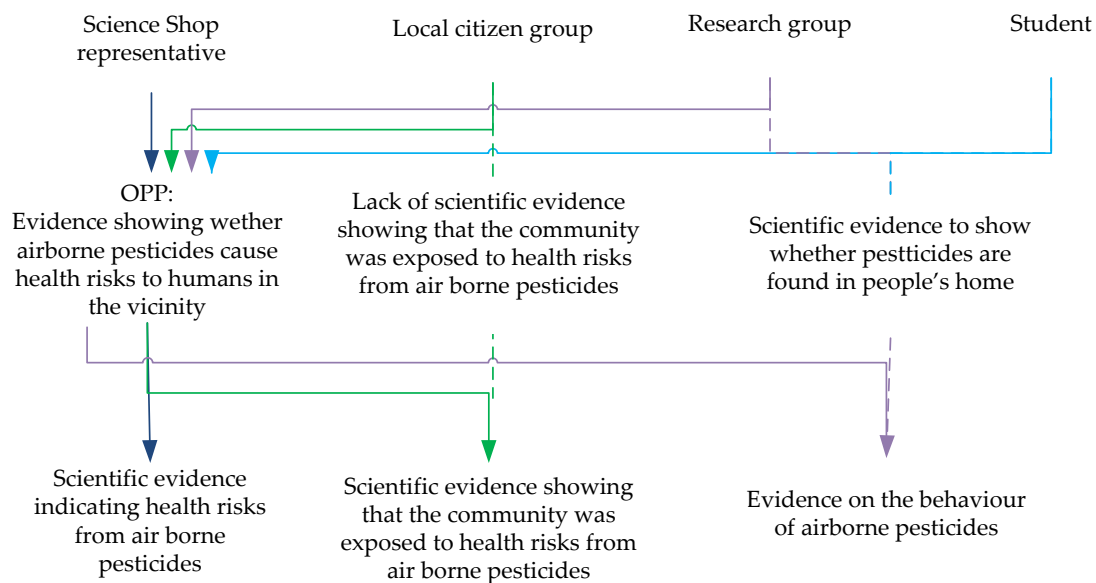 Science Shop
representative
Local citizen group
Research group
Student
OPP:
Evidence showing wether
airborne pesticides cause
health risks to humans in
the vicinity
Lack of scientific evidence
showing that the community
was exposed to health risks
from air borne pesticides
Scientific evidence to show
whether pestticides are
found in people's home
Scientific evidence
indicating health risks
from air borne
pesticides
Scientific evidence showing
that the community was
exposed to health risks from
air borne pesticides
Evidence on the behaviour
of airborne pesticides